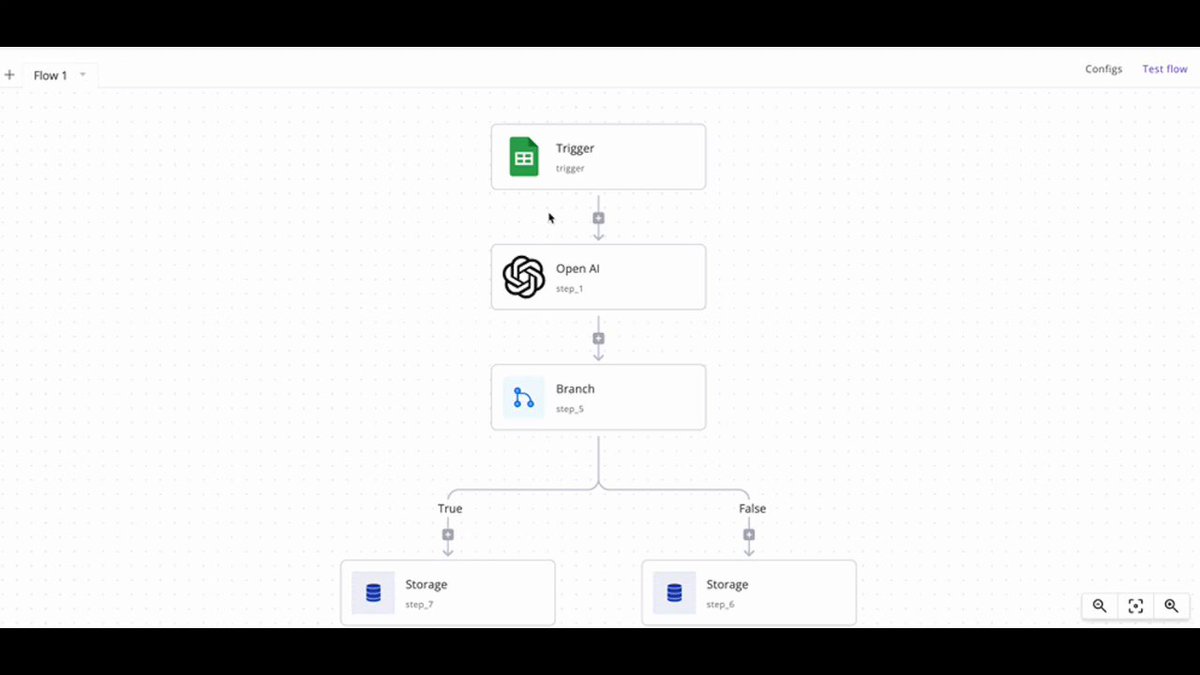 Flow 1
Configs
Test flow
Trigger
trigger
Open AI
step_1
Branch
step_5
True
False
Storage
step_7
Storage
step_6